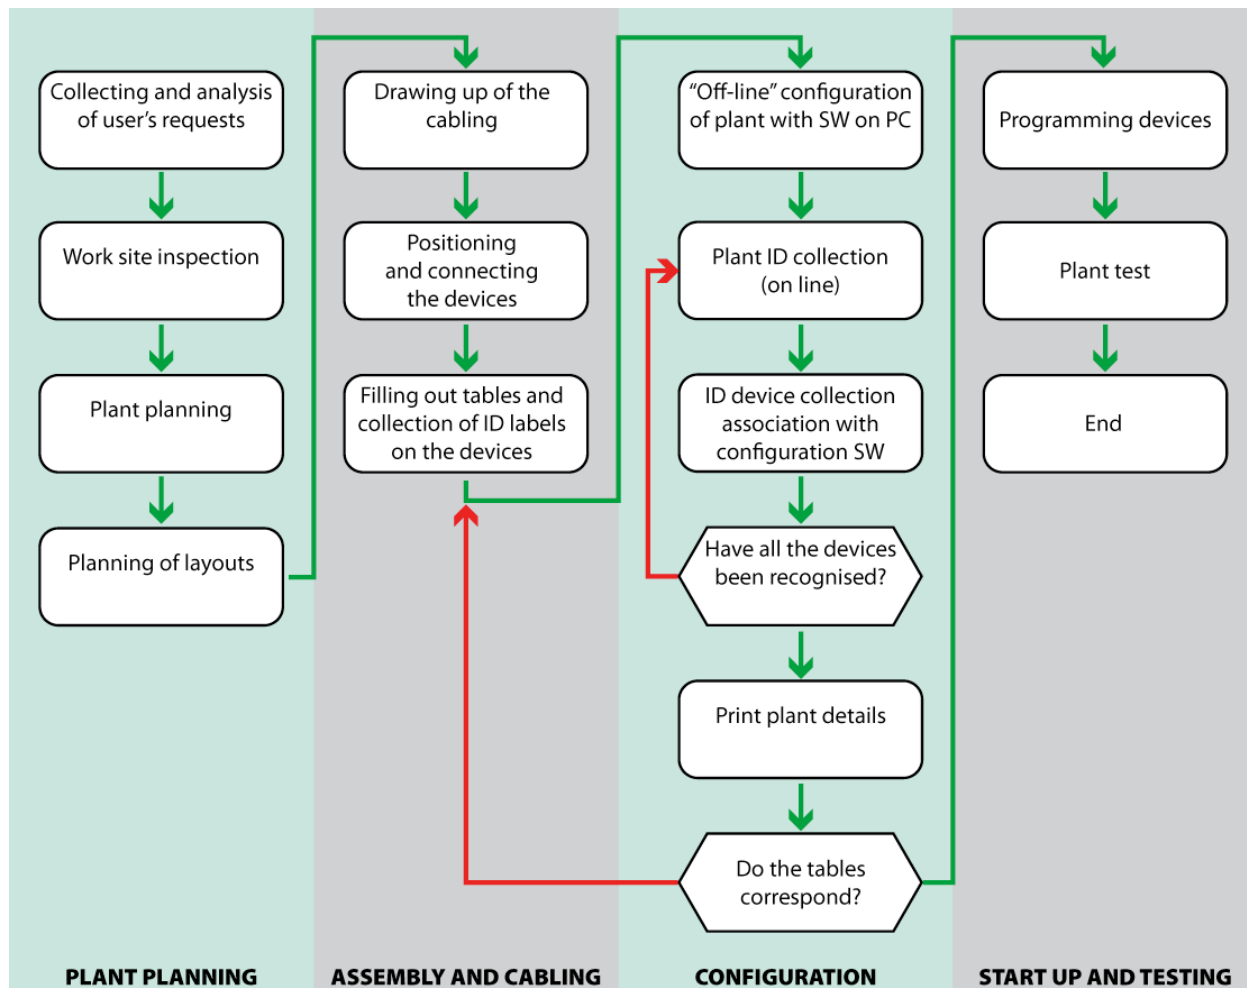 Collecting and analysis
of user’s requests
Work site inspection
Plant planning
Planning of layouts
PLANT PLANNING
Drawing up of the
cabling
Positioning
and connecting
the devices
Filling out tables and
collection of ID labels
on the devices
ASSEMBLY AND CABLING
“Off-line” configuration
of plant with SW on PC
Plant ID collection
(on line)
ID device collection
association with
configuration SW
Have all the devices
been recognised?
Print plant details
Do the tables
correspond?
CONFIGURATION
Programming devices
Plant test
End
START UP AND TESTING